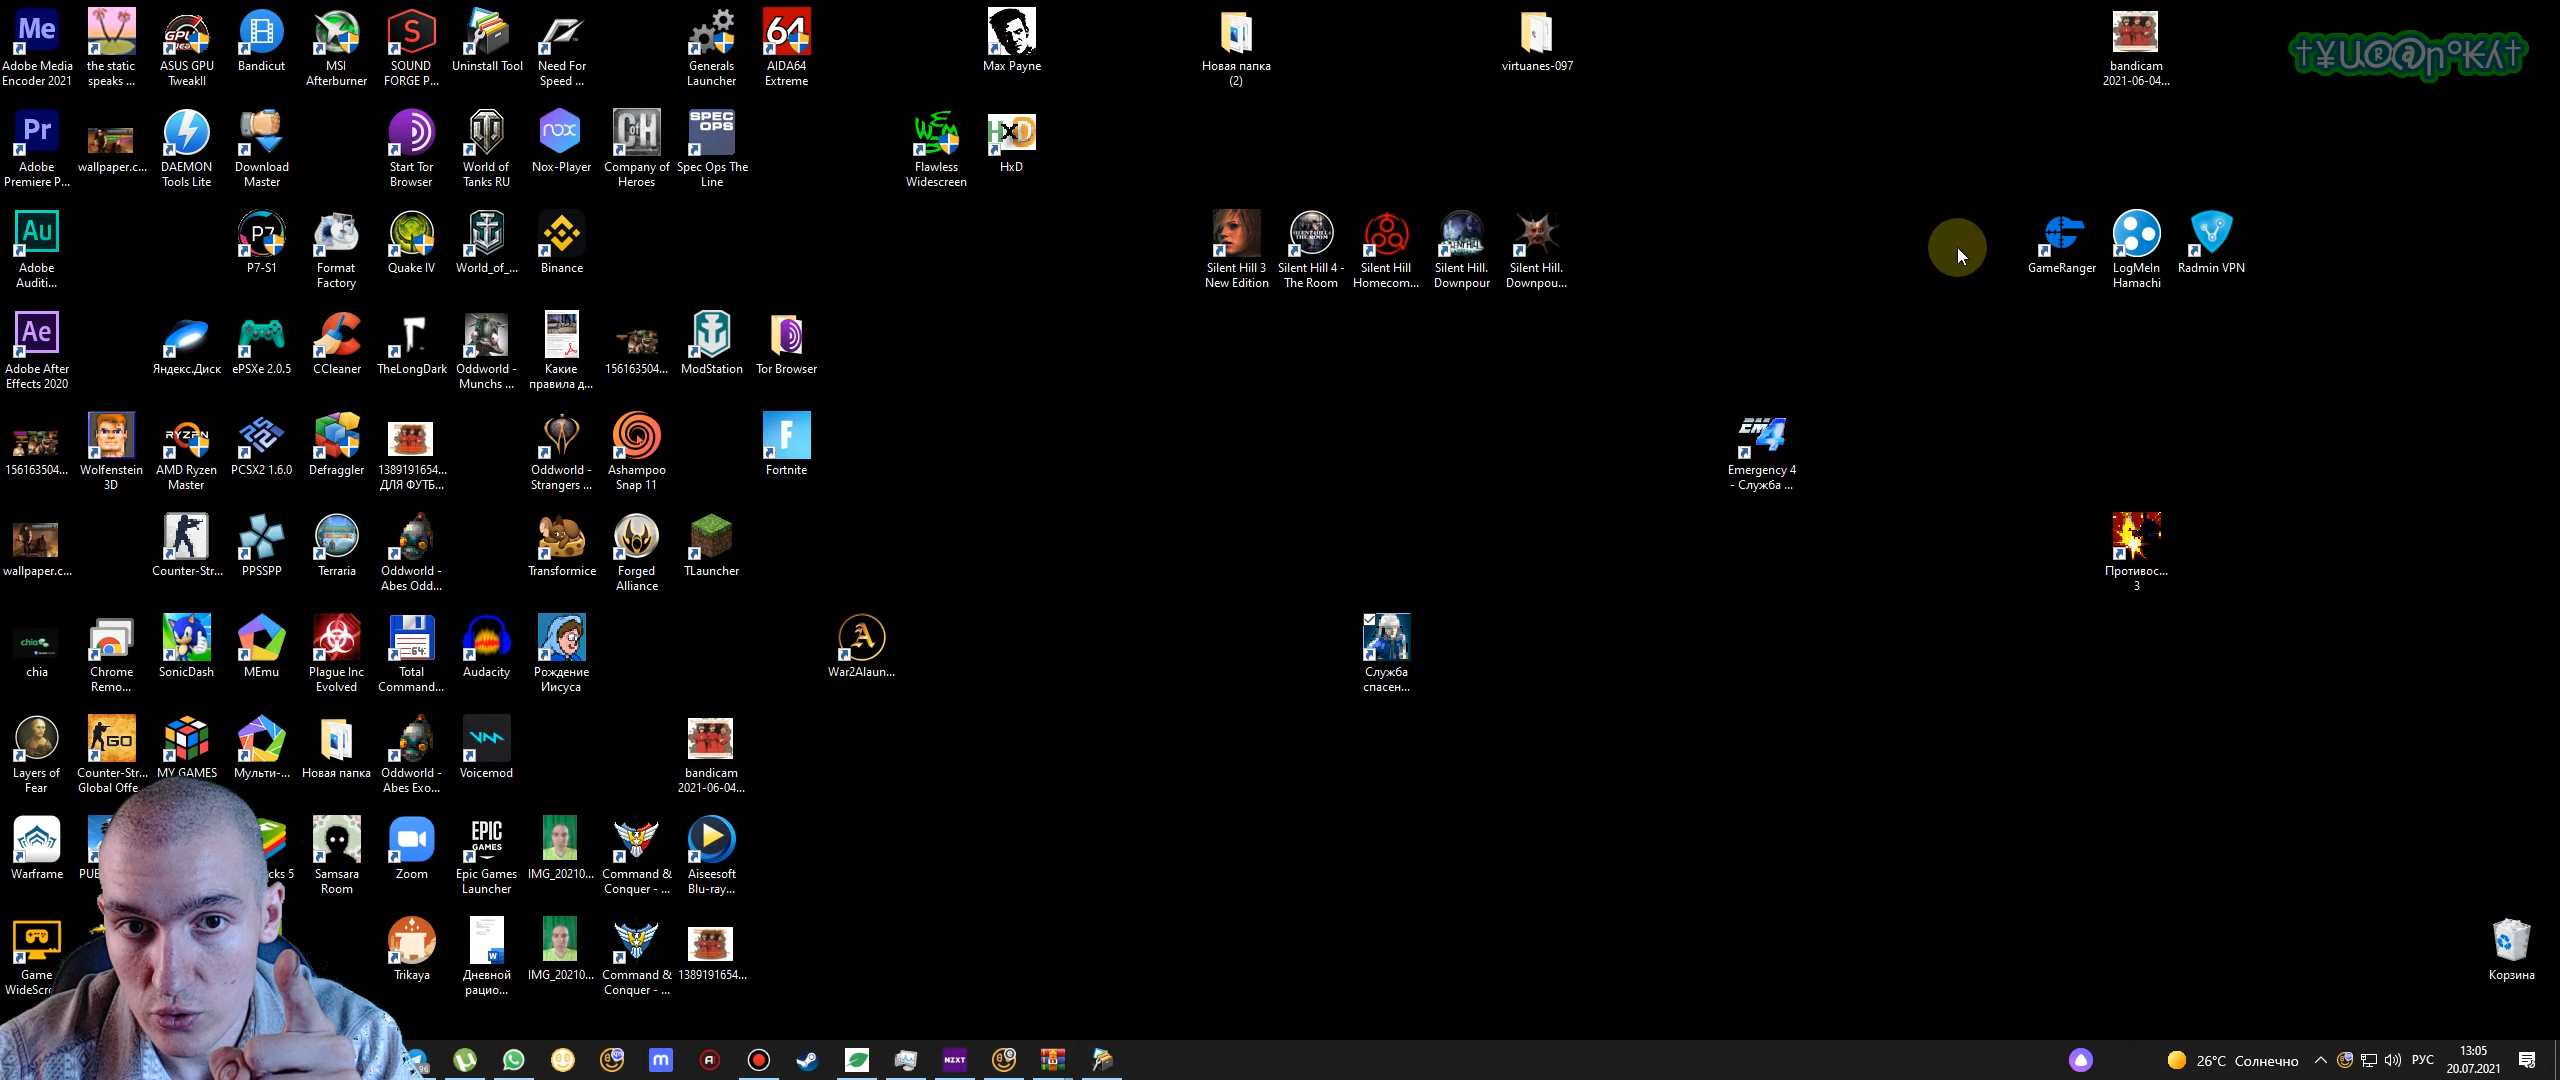 Adobe Media
Encoder 2021
the static
speaks ...
ASUS GPU
TweakII
Bandicut
MSI
Afterburner
SOUND
FORGE P...
Uninstall Tool
Need For
Speed ...
Generals
Launcher
AIDA64
Extreme
Max Payne
Новая папка
(2)
virtuanes-097
bandicam
2021-06-04...
Adobe
Premiere P...
wallpaper.c...
DAEMON
Tools Lite
Download
Master
Start Tor
Browser
World of
Tanks RU
Nox-Player
Company of
Heroes
Spec Ops The
Line
Flawless
Widescreen
HxD
Adobe
Auditi...
P7-S1
Format
Factory
Quake IV
World_of_...
Binance
Silent Hill 3
New Edition
Silent Hill 4 -
The Room
Silent Hill
Homecom...
Silent Hill.
Downpour
Silent Hill.
Downpou...
GameRanger
LogMeIn
Hamachi
Radmin VPN
Adobe After
Effects 2020
Яндекс.Диск
ePSXe 2.0.5
CCleaner
TheLongDark
Oddworld -
Munchs ...
Какие
правила д...
156163504...
ModStation
Tor Browser
156163504...
Wolfenstein
3D
AMD Ryzen
Master
PCSX2 1.6.0
Defraggler
1389191654...
ДЛЯ ФУТБ...
Oddworld -
Strangers ...
Ashampoo
Snap 11
Fortnite
Emergency 4
- Служба ...
wallpaper.c...
Counter-Str...
PPSSPP
Terraria
Oddworld -
Abes Odd...
Transformice
Forged
Alliance
TLauncher
Противос...
3
chia
Chrome
Remo...
SonicDash
MEmu
Plague Inc
Evolved
Total
Command...
Audacity
Рождение
Иисуса
War2Alaun...
Служба
спасен...
Layers of
Fear
Counter-Str...
Global Offe
MY GAMES
Мульти-...
Новая папка
Oddworld -
Abes Exo...
Voicemod
bandicam
2021-06-04...
Warframe
PU
cks 5
Samsara
Room
Zoom
Epic Games
Launcher
IMG_20210...
Command &
Conquer - ...
Aiseesoft
Blu-ray...
Game
WideScr
Trikaya
Дневной
рацио...
IMG_20210...
Command &
Conquer - ...
1389191654...
Корзина
26°C Солнечно
РУС
13:05
20.07.2021